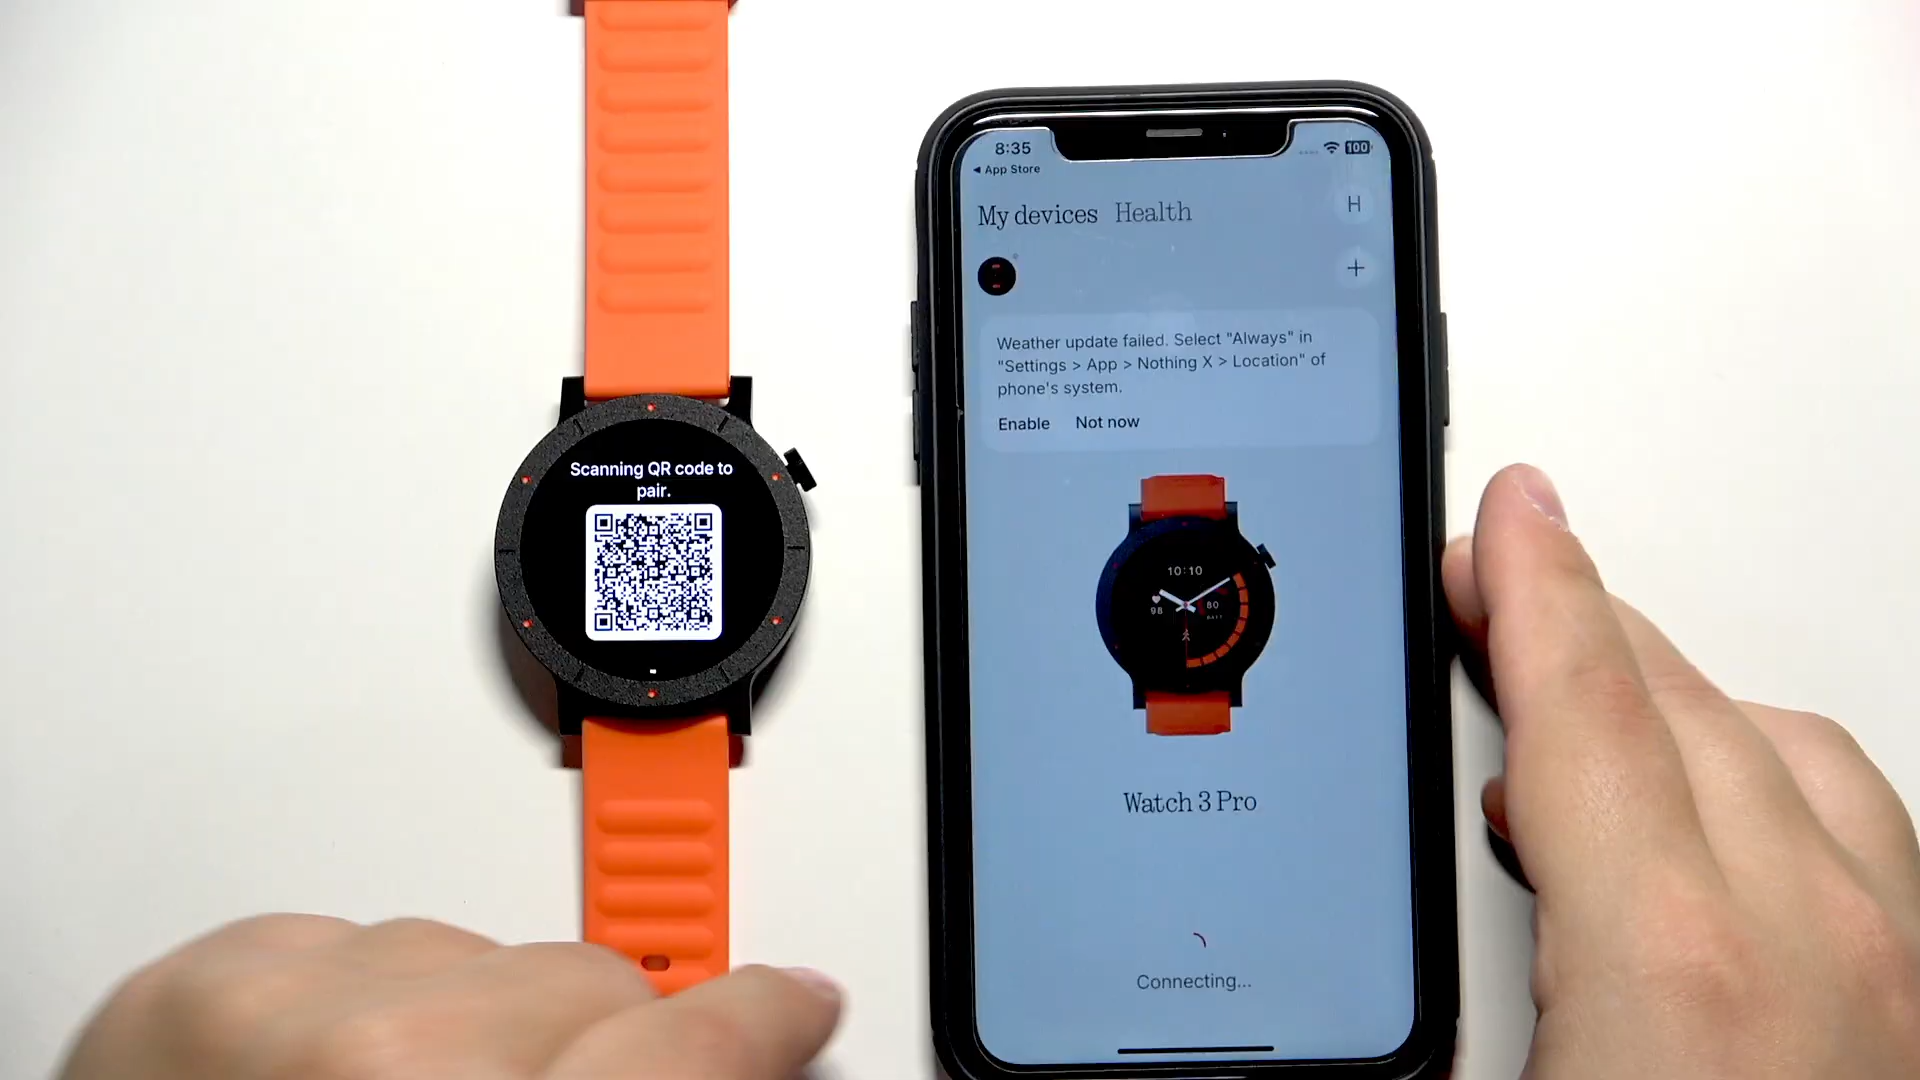 Scanning QR code to
pair.
8:35
100
◀ App Store
My devices Health
H
+
Weather update failed. Select "Always" in
"Settings > App > Nothing X > Location" of
phone's system.
Enable Not now
10:10
98
80
Watch 3 Pro
Connecting...